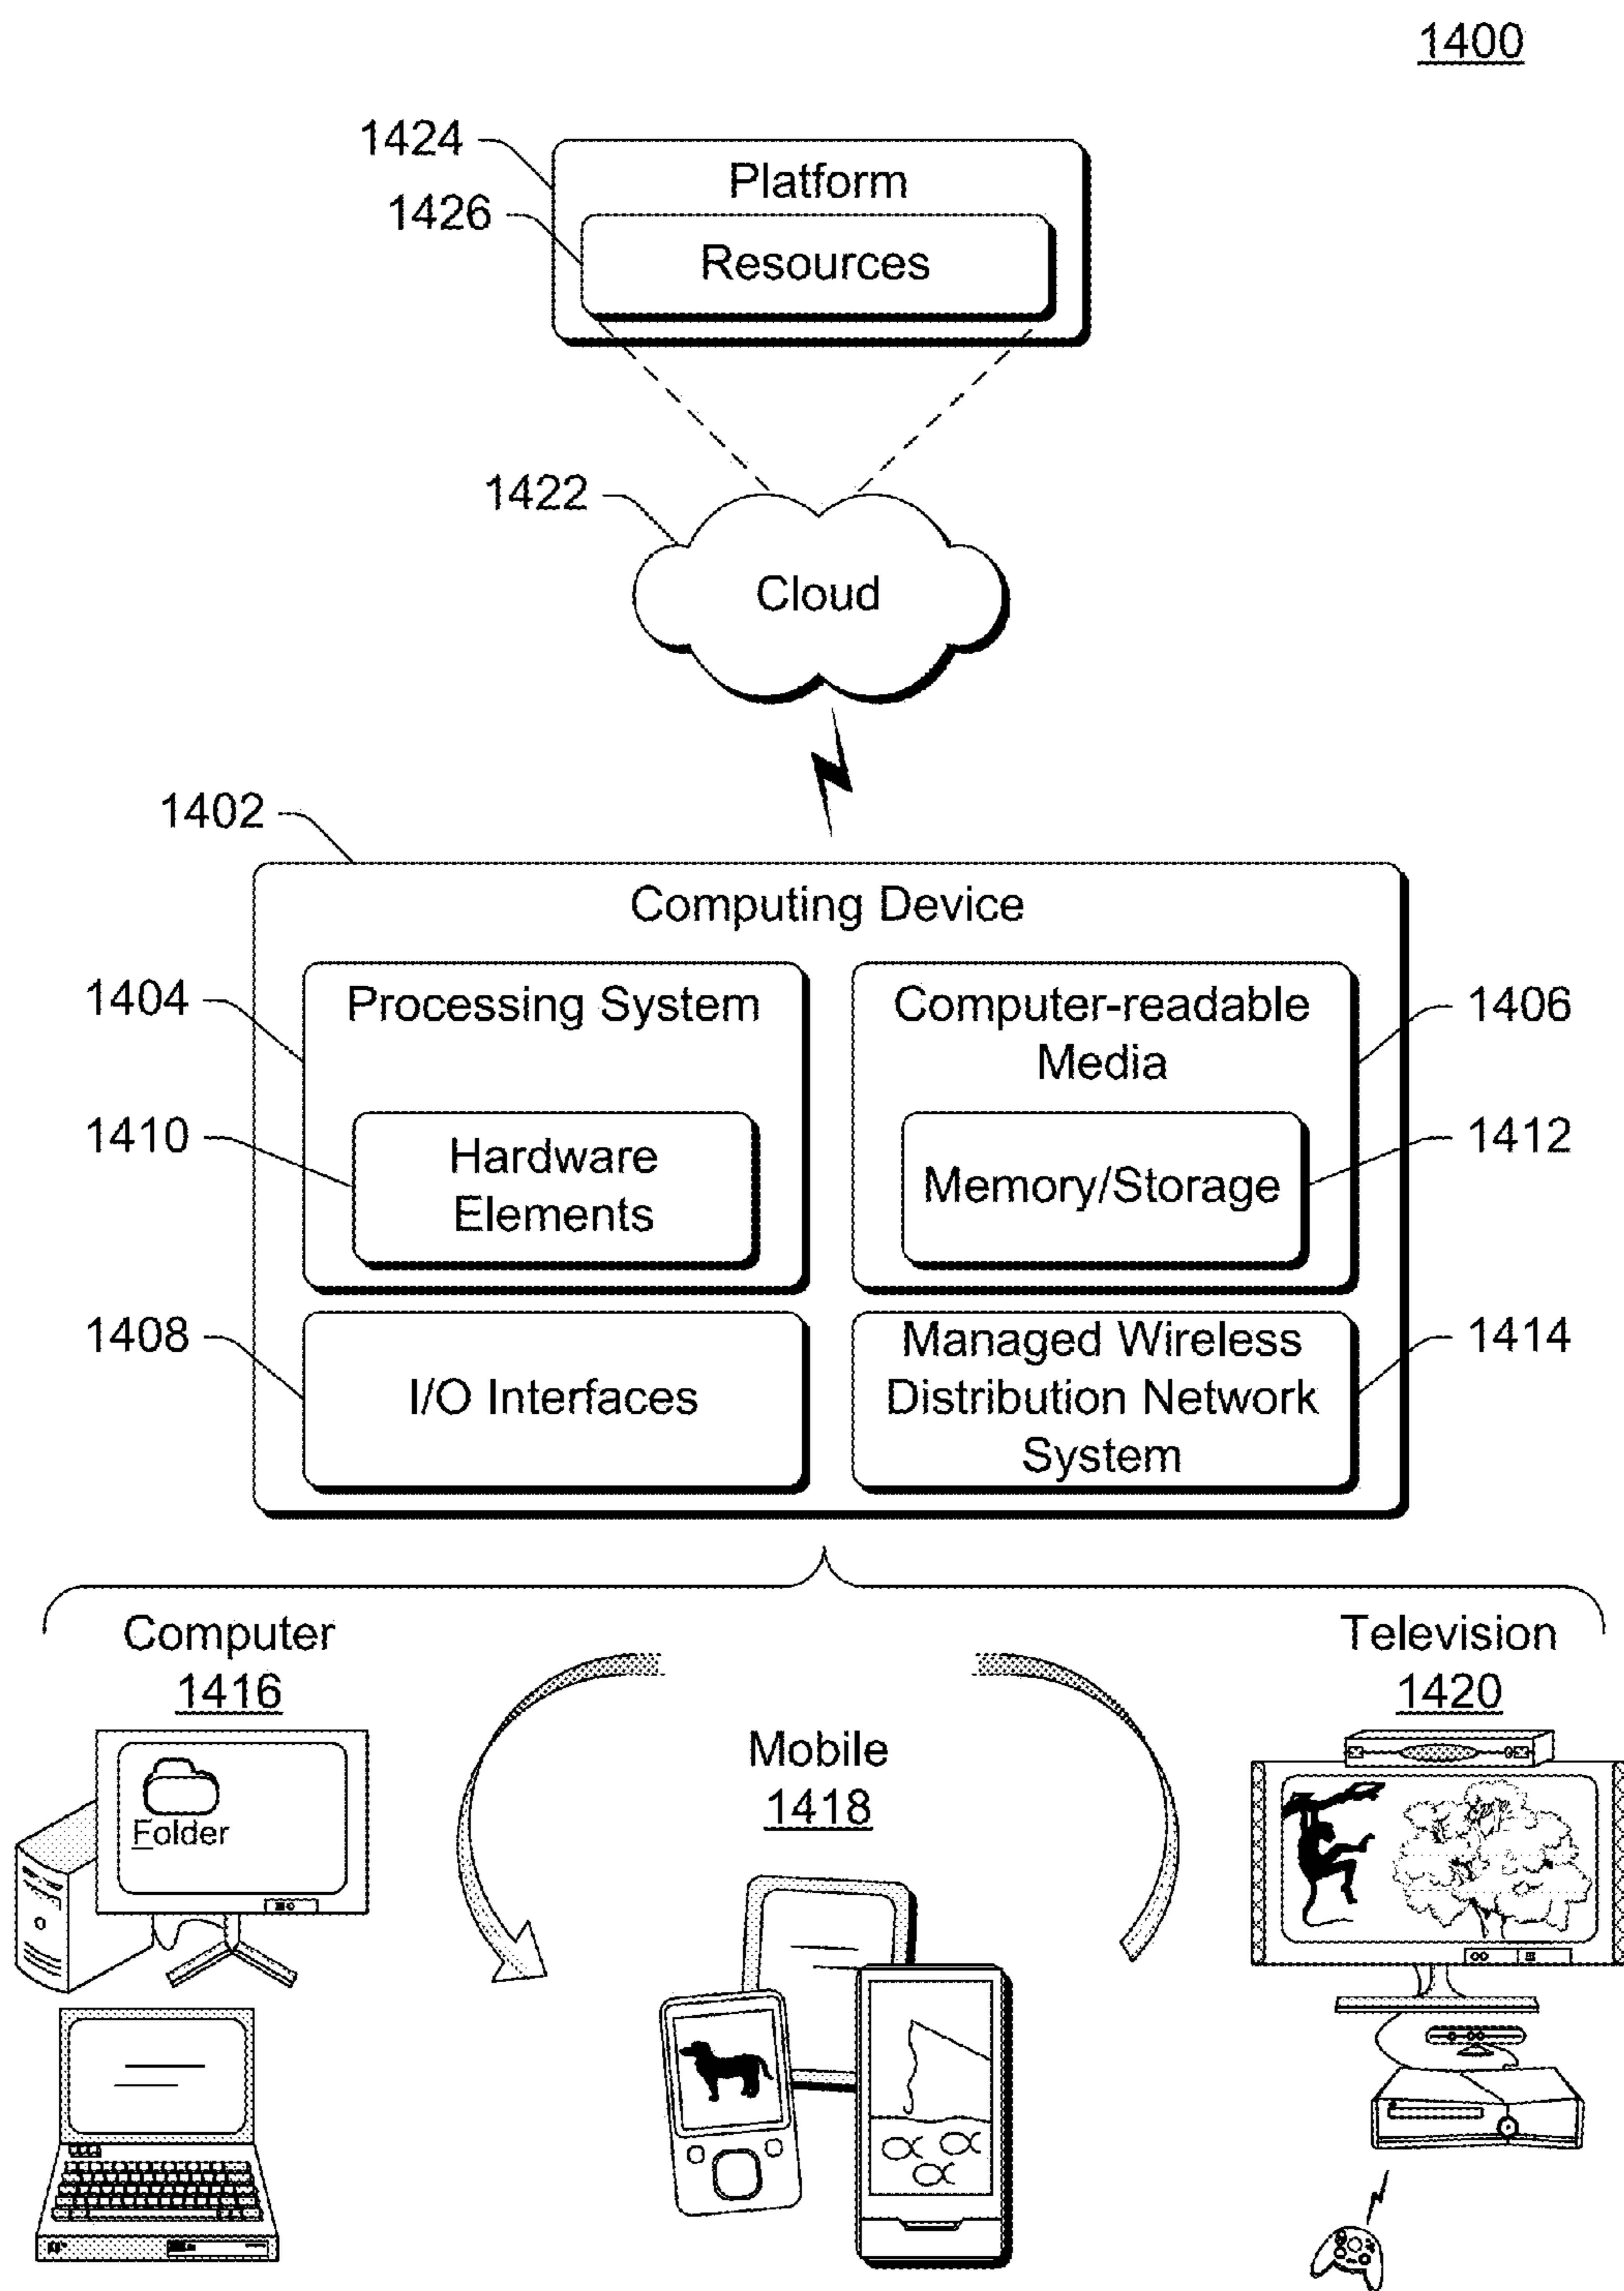 1400
1424
Platform
1426
Resources
1422
Cloud
1402
Computing Device
1404
Processing System
Computer-readable
Media
1406
1410
Hardware
Elements
Memory/Storage
1412
1408
I/O Interfaces
Managed Wireless
Distribution Network
System
1414
Computer
1416
Folder
Mobile
1418
Television
1420